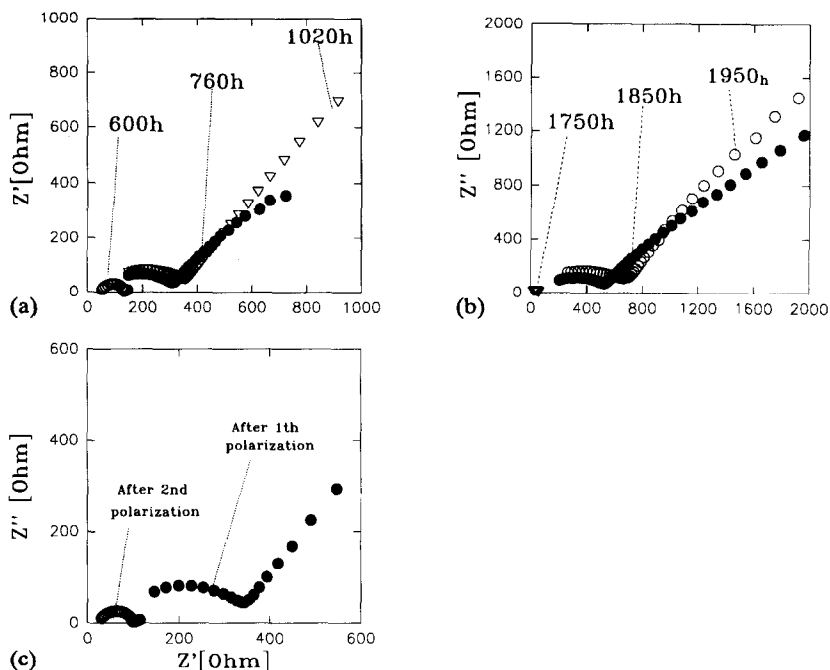 1000
800
600
400
200
0
Z'[Ohm]
600h
760h
1020h
0 200 400 600 800 1000
(a)
2000
1600
1200
800
400
0
Z'' [Ohm]
1750h
1850h
1950h
0 400 800 1200 1600 2000
(b)
600
400
200
0
Z'' [Ohm]
After 1th
polarization
After 2nd
polarization
0 200 400 600
(c) Z'[Ohm]